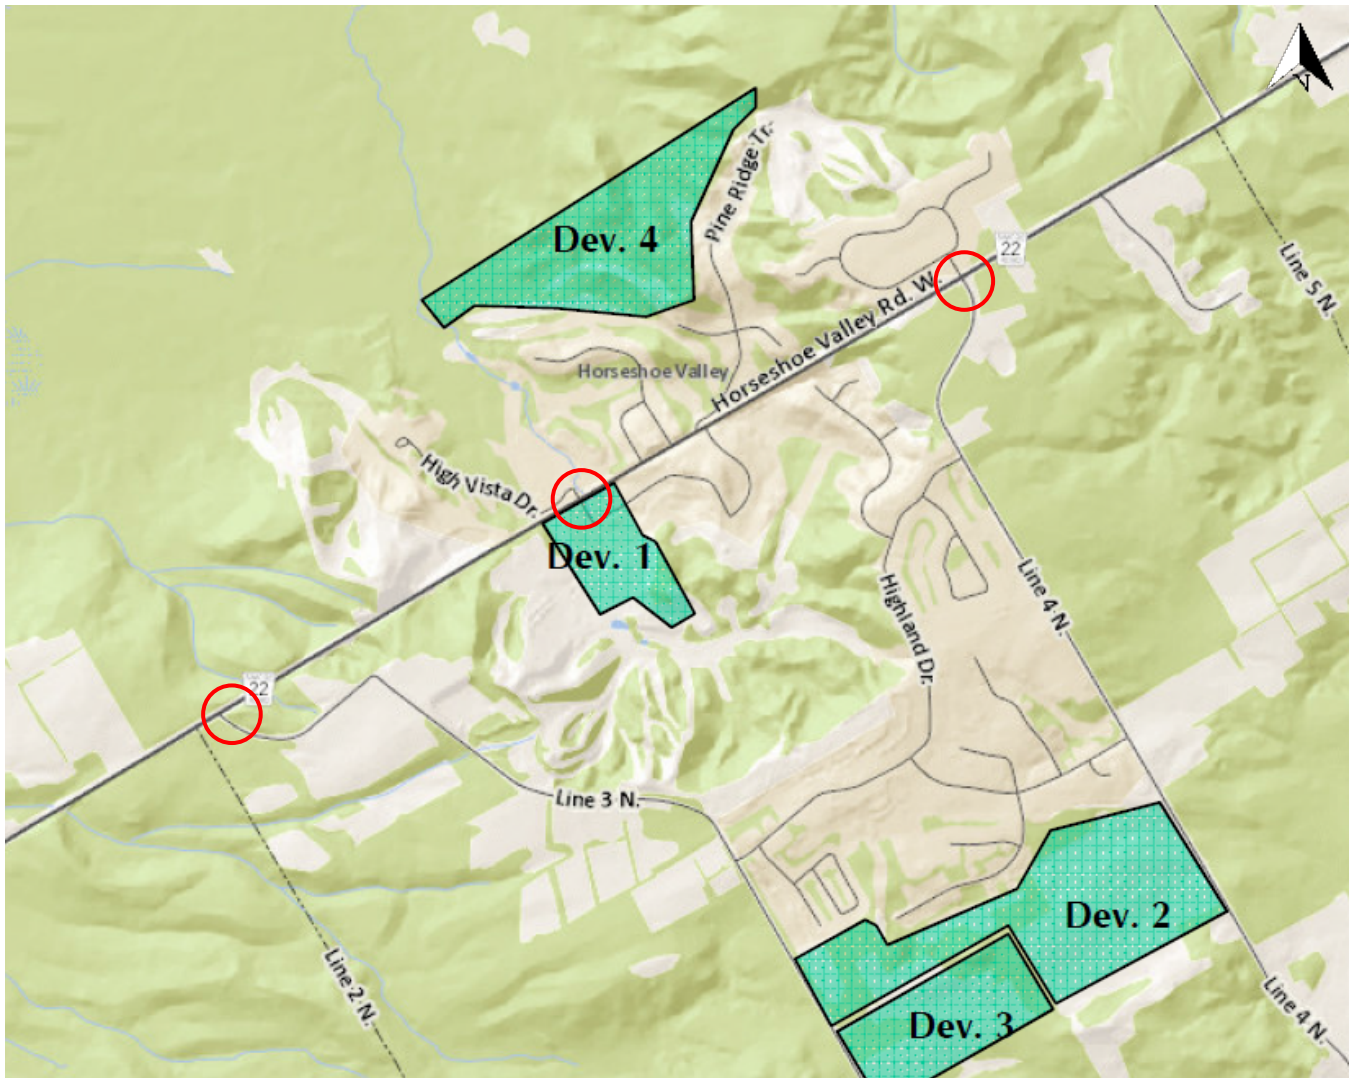 N
Pine Ridge Tr.
Dev. 4
22
Line 5 N.
Horseshoe Valley Rd. W.
Horseshoe Valley
High Vista Dr.
Dev. 1
Line 4 N.
Highland Dr.
22
Line 3 N.
Dev. 2
Line 2 N.
Dev. 3
Line 4 N.